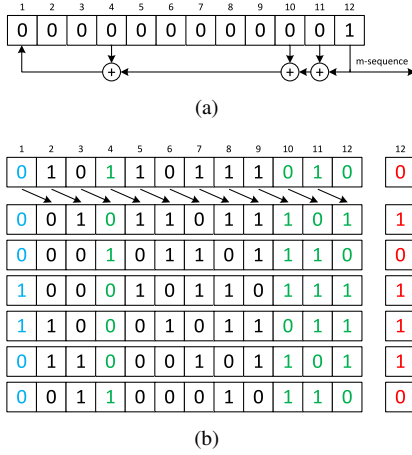 1 2 3 4 5 6 7 8 9 10 11 12
0 0 0 0 0 0 0 0 0 0 0 1
m-sequence
+ + +
(a)
1 2 3 4 5 6 7 8 9 10 11 12 12
0 1 0 1 1 0 1 1 1 0 1 0 0
0 0 1 0 1 1 0 1 1 1 0 1 1
0 0 0 1 0 1 1 0 1 1 1 0 0
1 0 0 0 1 0 1 1 0 1 1 1 1
1 1 0 0 0 1 0 1 1 0 1 1 1
0 1 1 0 0 0 1 0 1 1 0 1 1
0 0 1 1 0 0 0 1 0 1 1 0 0
(b)